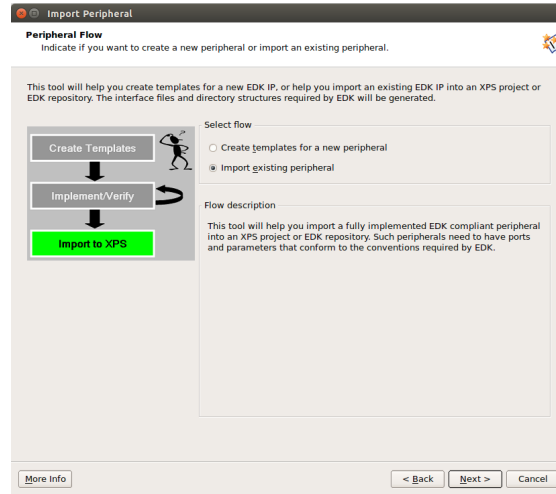 Import Peripheral
Peripheral Flow
Indicate if you want to create a new peripheral or import an existing peripheral.
This tool will help you create templates for a new EDK IP, or help you import an existing EDK IP into an XPS project or
EDK repository. The interface files and directory structures required by EDK will be generated.
Create Templates
Implement/Verify
Import to XPS
Select flow
Create templates for a new peripheral
Import existing peripheral
Flow description
This tool will help you import a fully implemented EDK compliant peripheral
into an XPS project or EDK repository. Such peripherals need to have ports
and parameters that conform to the conventions required by EDK.
More Info
< Back
Next >
Cancel